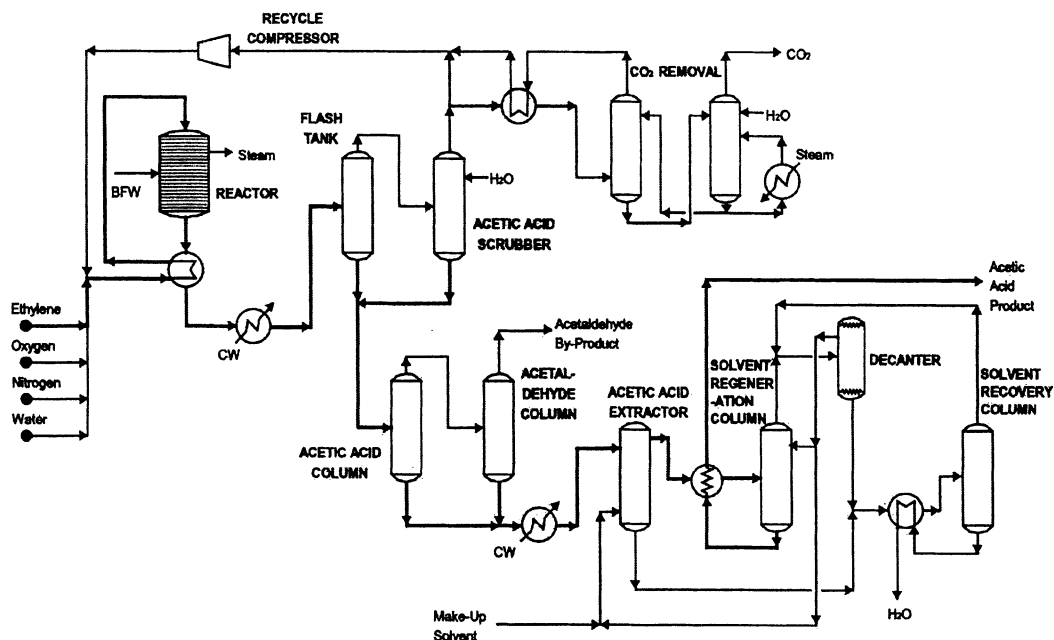 RECYCLE
COMPRESSOR
CO₂
CO₂ REMOVAL
FLASH
TANK
H₂O
Steam
Steam
BFW
REACTOR
H₂O
ACETIC ACID
SCRUBBER
Acetic
Acid
Product
Ethylene
Oxygen
Nitrogen
Water
CW
Acetaldehyde
By-Product
ACETAL-
DEHYDE
COLUMN
ACETIC ACID
EXTRACTOR
SOLVENT
REGENER
-ATION
COLUMN
DECANTER
SOLVENT
RECOVERY
COLUMN
ACETIC ACID
COLUMN
CW
H₂O
Make-Up
Solvent